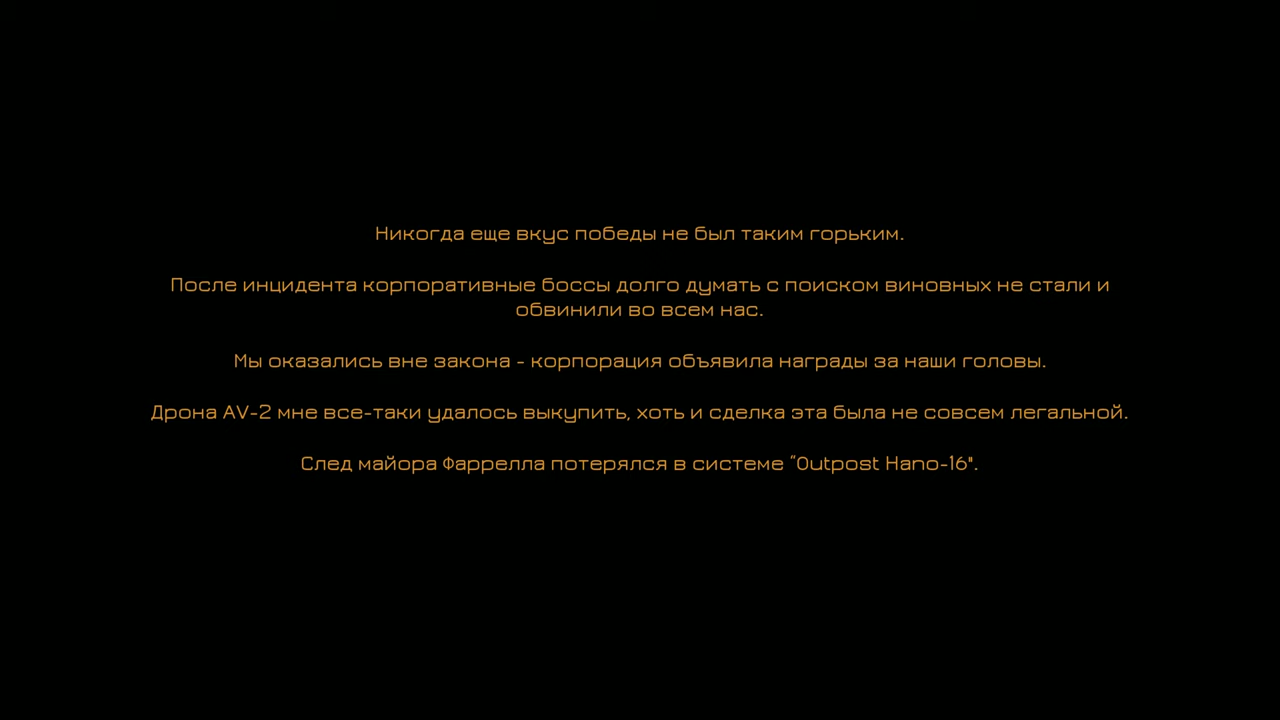 Никогда еще вкус победы не был таким горьким.
После инцидента корпоративные боссы долго думать с поиском виновных не стали и
обвинили во всем нас.
Мы оказались вне закона - корпорация объявила награды за наши головы.
Дрона AV-2 мне все-таки удалось выкупить, хоть и сделка эта была не совсем легальной.
След майора Фаррелла потерялся в системе “Outpost Hano-16".